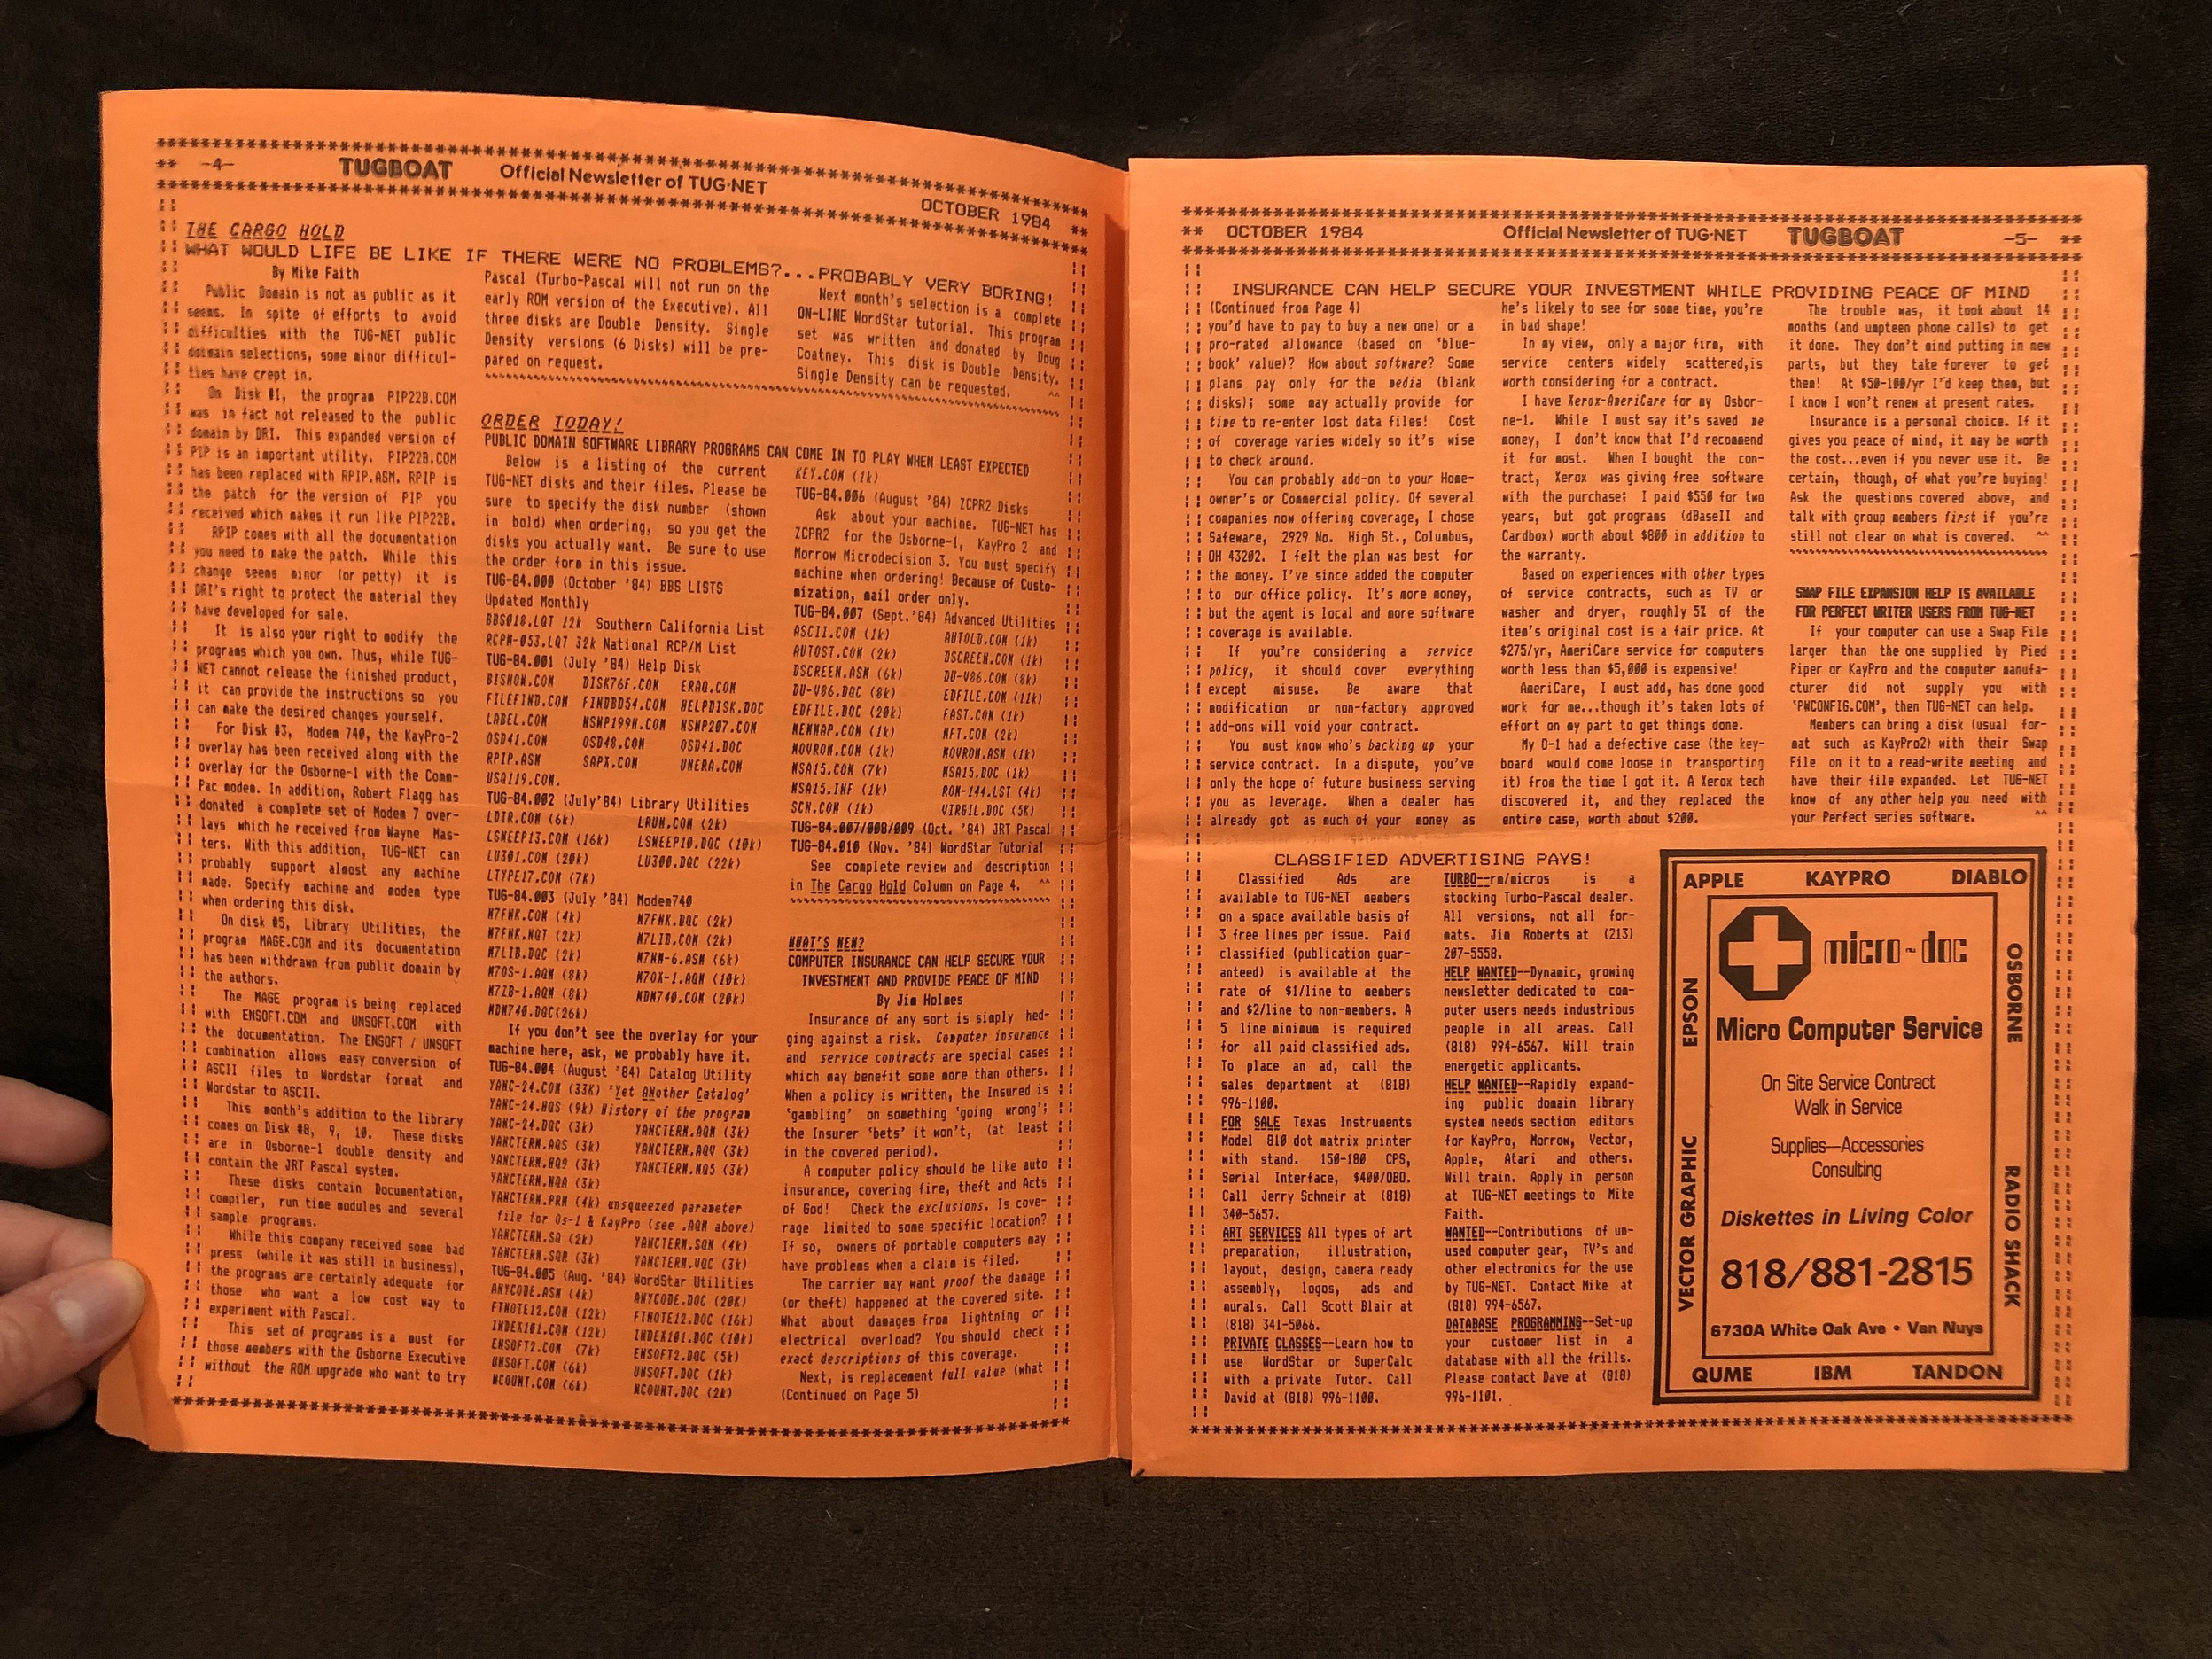 ** -4- TUGBOAT Official Newsletter of TUG·NET OCTOBER 1984 **
THE CARGO HOLD
WHAT WOULD LIFE BE LIKE IF THERE WERE NO PROBLEMS?...PROBABLY VERY BORING!
By Mike Faith
Public Domain is not as public as it
seems. In spite of efforts to avoid
difficulties with the TUG-NET public
domain selections, some minor difficul-
ties have crept in.
On Disk #1, the program PIP22B.COM
was in fact not released to the public
domain by DRI. This expanded version of
PIP is an important utility. PIP22B.COM
has been replaced with RPIP.ASM. RPIP is
the patch for the version of PIP you
received which makes it run like PIP22B.
RPIP comes with all the documentation
you need to make the patch. While this
change seems minor (or petty) it is
DRI's right to protect the material they
have developed for sale.
It is also your right to modify the
programs which you own. Thus, while TUG-
NET cannot release the finished product,
it can provide the instructions so you
can make the desired changes yourself.
For Disk #3, Modem 740, the KayPro-2
overlay has been received along with the
overlay for the Osborne-1 with the Comm-
Pac modem. In addition, Robert Flagg has
donated a complete set of Modem 7 over-
lays which he received from Wayne Mas-
ters. With this addition, TUG-NET can
probably support almost any machine
made. Specify machine and modem type
when ordering this disk.
On disk #5, Library Utilities, the
program MAGE.COM and its documentation
has been withdrawn from public domain by
the authors.
The MAGE program is being replaced
with ENSOFT.COM and UNSOFT.COM with
the documentation. The ENSOFT / UNSOFT
combination allows easy conversion of
ASCII files to Wordstar format and
Wordstar to ASCII.
This month's addition to the library
comes on Disk #8, 9, 10. These disks
are in Osborne-1 double density and
contain the JRT Pascal system.
These disks contain Documentation,
compiler, run time modules and several
sample programs.
While this company received some bad
press (while it was still in business),
the programs are certainly adequate for
those who want a low cost way to
experiment with Pascal.
This set of programs is a must for
those members with the Osborne Executive
without the ROM upgrade who want to try
Pascal (Turbo-Pascal will not run on the
early ROM version of the Executive). All
three disks are Double Density. Single
Density versions (6 Disks) will be pre-
pared on request.
Next month's selection is a complete
ON-LINE WordStar tutorial. This program
set was written and donated by Doug
Coatney. This disk is Double Density.
Single Density can be requested. ^^
ORDER TODAY!
PUBLIC DOMAIN SOFTWARE LIBRARY PROGRAMS CAN COME IN TO PLAY WHEN LEAST EXPECTED
Below is a listing of the current
TUG-NET disks and their files. Please be
sure to specify the disk number (shown
in bold) when ordering, so you get the
disks you actually want. Be sure to use
the order form in this issue.
TUG-84.000 (October '84) BBS LISTS
Updated Monthly
BBS018.LQT 12k Southern California List
RCPM-053.LQT 32k National RCP/M List
TUG-84.001 (July '84) Help Disk
BISHOW.COM DISK76F.COM ERAQ.COM
FILEFIND.COM FINDBD54.COM HELPDISK.DOC
LABEL.COM NSWP199H.COM NSWP207.COM
OSD41.COM OSD48.COM OSD41.DOC
RPIP.ASM SAPX.COM UNERA.COM
USQ119.COM.
TUG-84.002 (July'84) Library Utilities
LDIR.COM (6k) LRUN.COM (2k)
LSWEEP13.COM (16k) LSWEEP10.DQC (10k)
LU301.COM (20k) LU300.DQC (22k)
LTYPE17.COM (7K)
TUG-84.003 (July '84) Modem740
M7FNK.COM (4k) M7FNK.DQC (2k)
M7FNK.MQT (2k) M7LIB.COM (2k)
M7LIB.DQC (2k) M7NM-6.ASM (6k)
M7OS-1.AQM (8k) M7OX-1.AQM (10k)
M7ZB-1.AQM (8k) MDM740.COM (20k)
MDM740.DQC(26k)
If you don't see the overlay for your
machine here, ask, we probably have it.
TUG-84.004 (August '84) Catalog Utility
YANC-24.COM (33K) 'Yet ANother Catalog'
YANC-24.HQS (9k) History of the program
YANC-24.DQC (3k) YANCTERM.AQM (3k)
YANCTERM.AQS (3k) YANCTERM.AQV (3k)
YANCTERM.HQ9 (3k) YANCTERM.HQS (3k)
YANCTERM.MQA (3k)
YANCTERM.PRM (4k) unsqueezed parameter
file for Os-1 & KayPro (see .AQM above)
YANCTERM.SQ (2k) YANCTERM.SQM (4k)
YANCTERM.SQR (3k) YANCTERM.VQC (3k)
TUG-84.005 (Aug. '84) WordStar Utilities
ANYCODE.ASM (4k) ANYCODE.DOC (20K)
FTNOTE12.COM (12k) FTNOTE12.DOC (16k)
INDEX101.COM (12k) INDEX101.DOC (10k)
ENSOFT2.COM (7k) ENSOFT2.DOC (5k)
UNSOFT.COM (6k) UNSOFT.DOC (1k)
WCOUNT.COM (6k) WCOUNT.DOC (2k)
KEY.COM (1k)
TUG-84.006 (August '84) ZCPR2 Disks
Ask about your machine. TUG-NET has
ZCPR2 for the Osborne-1, KayPro 2 and
Morrow Microdecision 3. You must specify
machine when ordering! Because of Custo-
mization, mail order only.
TUG-84.007 (Sept.'84) Advanced Utilities
ASCII.COM (1k) AUTOLD.COM (1k)
AUTOST.COM (2k) DSCREEN.COM (1k)
DSCREEN.ASM (6k) DU-V86.COM (8k)
DU-V86.DQC (8k) EDFILE.COM (11k)
EDFILE.DOC (20k) FAST.COM (1k)
MEMMAP.COM (1k) MFT.COM (2k)
MOVROM.COM (1k) MOVROM.ASM (1k)
MSA15.COM (7k) MSA15.DOC (1k)
MSA15.INF (1k) ROM-144.LST (4k)
SCN.COM (1k) VIRGIL.DOC (5K)
TUG-84.007/008/009 (Oct. '84) JRT Pascal
TUG-84.010 (Nov. '84) WordStar Tutorial
See complete review and description
in The Cargo Hold Column on Page 4. ^^
WHAT'S NEW?
COMPUTER INSURANCE CAN HELP SECURE YOUR
INVESTMENT AND PROVIDE PEACE OF MIND
By Jim Holmes
Insurance of any sort is simply hed-
ging against a risk. Computer insurance
and service contracts are special cases
which may benefit some more than others.
When a policy is written, the Insured is
'gambling' on something 'going wrong';
the Insurer 'bets' it won't, (at least
in the covered period).
A computer policy should be like auto
insurance, covering fire, theft and Acts
of God! Check the exclusions. Is cove-
rage limited to some specific location?
If so, owners of portable computers may
have problems when a claim is filed.
The carrier may want proof the damage
(or theft) happened at the covered site.
What about damages from lightning or
electrical overload? You should check
exact descriptions of this coverage.
Next, is replacement full value (what
(Continued on Page 5)
** OCTOBER 1984 Official Newsletter of TUG·NET TUGBOAT -5- **
INSURANCE CAN HELP SECURE YOUR INVESTMENT WHILE PROVIDING PEACE OF MIND
(Continued from Page 4)
you'd have to pay to buy a new one) or a
pro-rated allowance (based on 'blue-
book' value)? How about software? Some
plans pay only for the media (blank
disks); some may actually provide for
time to re-enter lost data files! Cost
of coverage varies widely so it's wise
to check around.
You can probably add-on to your Home-
owner's or Commercial policy. Of several
companies now offering coverage, I chose
Safeware, 2929 No. High St., Columbus,
OH 43202. I felt the plan was best for
the money. I've since added the computer
to our office policy. It's more money,
but the agent is local and more software
coverage is available.
If you're considering a service
policy, it should cover everything
except misuse. Be aware that
modification or non-factory approved
add-ons will void your contract.
You must know who's backing up your
service contract. In a dispute, you've
only the hope of future business serving
you as leverage. When a dealer has
already got as much of your money as
he's likely to see for some time, you're
in bad shape!
In my view, only a major firm, with
service centers widely scattered,is
worth considering for a contract.
I have Xerox-AmeriCare for my Osbor-
ne-1. While I must say it's saved me
money, I don't know that I'd recommend
it for most. When I bought the con-
tract, Xerox was giving free software
with the purchase; I paid $550 for two
years, but got programs (dBaseII and
Cardbox) worth about $800 in addition to
the warranty.
Based on experiences with other types
of service contracts, such as TV or
washer and dryer, roughly 5% of the
item's original cost is a fair price. At
$275/yr, AmeriCare service for computers
worth less than $5,000 is expensive!
AmeriCare, I must add, has done good
work for me...though it's taken lots of
effort on my part to get things done.
My O-1 had a defective case (the key-
board would come loose in transporting
it) from the time I got it. A Xerox tech
discovered it, and they replaced the
entire case, worth about $200.
The trouble was, it took about 14
months (and umpteen phone calls) to get
it done. They don't mind putting in new
parts, but they take forever to get
them! At $50-100/yr I'd keep them, but
I know I won't renew at present rates.
Insurance is a personal choice. If it
gives you peace of mind, it may be worth
the cost...even if you never use it. Be
certain, though, of what you're buying!
Ask the questions covered above, and
talk with group members first if you're
still not clear on what is covered. ^^
SWAP FILE EXPANSION HELP IS AVAILABLE
FOR PERFECT WRITER USERS FROM TUG-NET
If your computer can use a Swap File
larger than the one supplied by Pied
Piper or KayPro and the computer manufa-
cturer did not supply you with
'PWCONFIG.COM', then TUG-NET can help.
Members can bring a disk (usual for-
mat such as KayPro2) with their Swap
File on it to a read-write meeting and
have their file expanded. Let TUG-NET
know of any other help you need with
your Perfect series software. ^^
CLASSIFIED ADVERTISING PAYS!
Classified Ads are
available to TUG-NET members
on a space available basis of
3 free lines per issue. Paid
classified (publication guar-
anteed) is available at the
rate of $1/line to members
and $2/line to non-members. A
5 line minimum is required
for all paid classified ads.
To place an ad, call the
sales department at (818)
996-1100.
FOR SALE Texas Instruments
Model 810 dot matrix printer
with stand. 150-180 CPS,
Serial Interface, $400/OBO.
Call Jerry Schneir at (818)
340-5657.
ART SERVICES All types of art
preparation, illustration,
layout, design, camera ready
assembly, logos, ads and
murals. Call Scott Blair at
(818) 341-5066.
PRIVATE CLASSES--Learn how to
use WordStar or SuperCalc
with a private Tutor. Call
David at (818) 996-1100.
TURBO--rm/micros is a
stocking Turbo-Pascal dealer.
All versions, not all for-
mats. Jim Roberts at (213)
207-5558.
HELP WANTED--Dynamic, growing
newsletter dedicated to com-
puter users needs industrious
people in all areas. Call
(818) 994-6567. Will train
energetic applicants.
HELP WANTED--Rapidly expand-
ing public domain library
system needs section editors
for KayPro, Morrow, Vector,
Apple, Atari and others.
Will train. Apply in person
at TUG-NET meetings to Mike
Faith.
WANTED--Contributions of un-
used computer gear, TV's and
other electronics for the use
by TUG-NET. Contact Mike at
(818) 994-6567.
DATABASE PROGRAMMING--Set-up
your customer list in a
database with all the frills.
Please contact Dave at (818)
996-1101.
APPLE KAYPRO DIABLO
EPSON
VECTOR GRAPHIC
micro~doc
Micro Computer Service
On Site Service Contract
Walk in Service
Supplies—Accessories
Consulting
Diskettes in Living Color
818/881-2815
6730A White Oak Ave • Van Nuys
OSBORNE
RADIO SHACK
QUME IBM TANDON